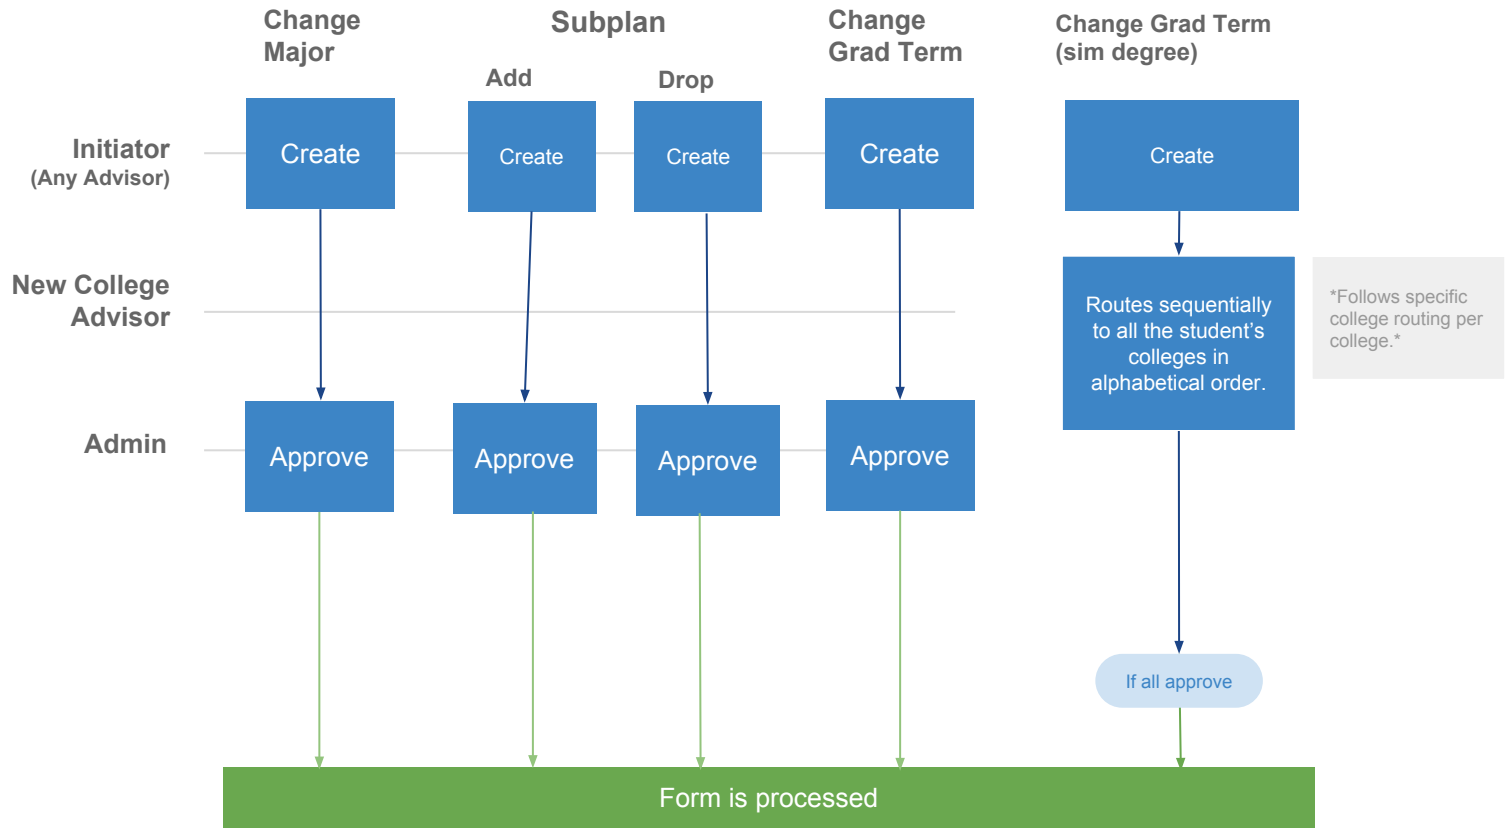 Change
Major
Subplan
Change
Grad Term
Change Grad Term
(sim degree)
Add
Drop
Initiator
(Any Advisor)
Create
Create
Create
Create
Create
New College
Advisor
Routes sequentially
to all the student’s
colleges in
alphabetical order.
*Follows specific
college routing per
college.*
Admin
Approve
Approve
Approve
Approve
If all approve
Form is processed